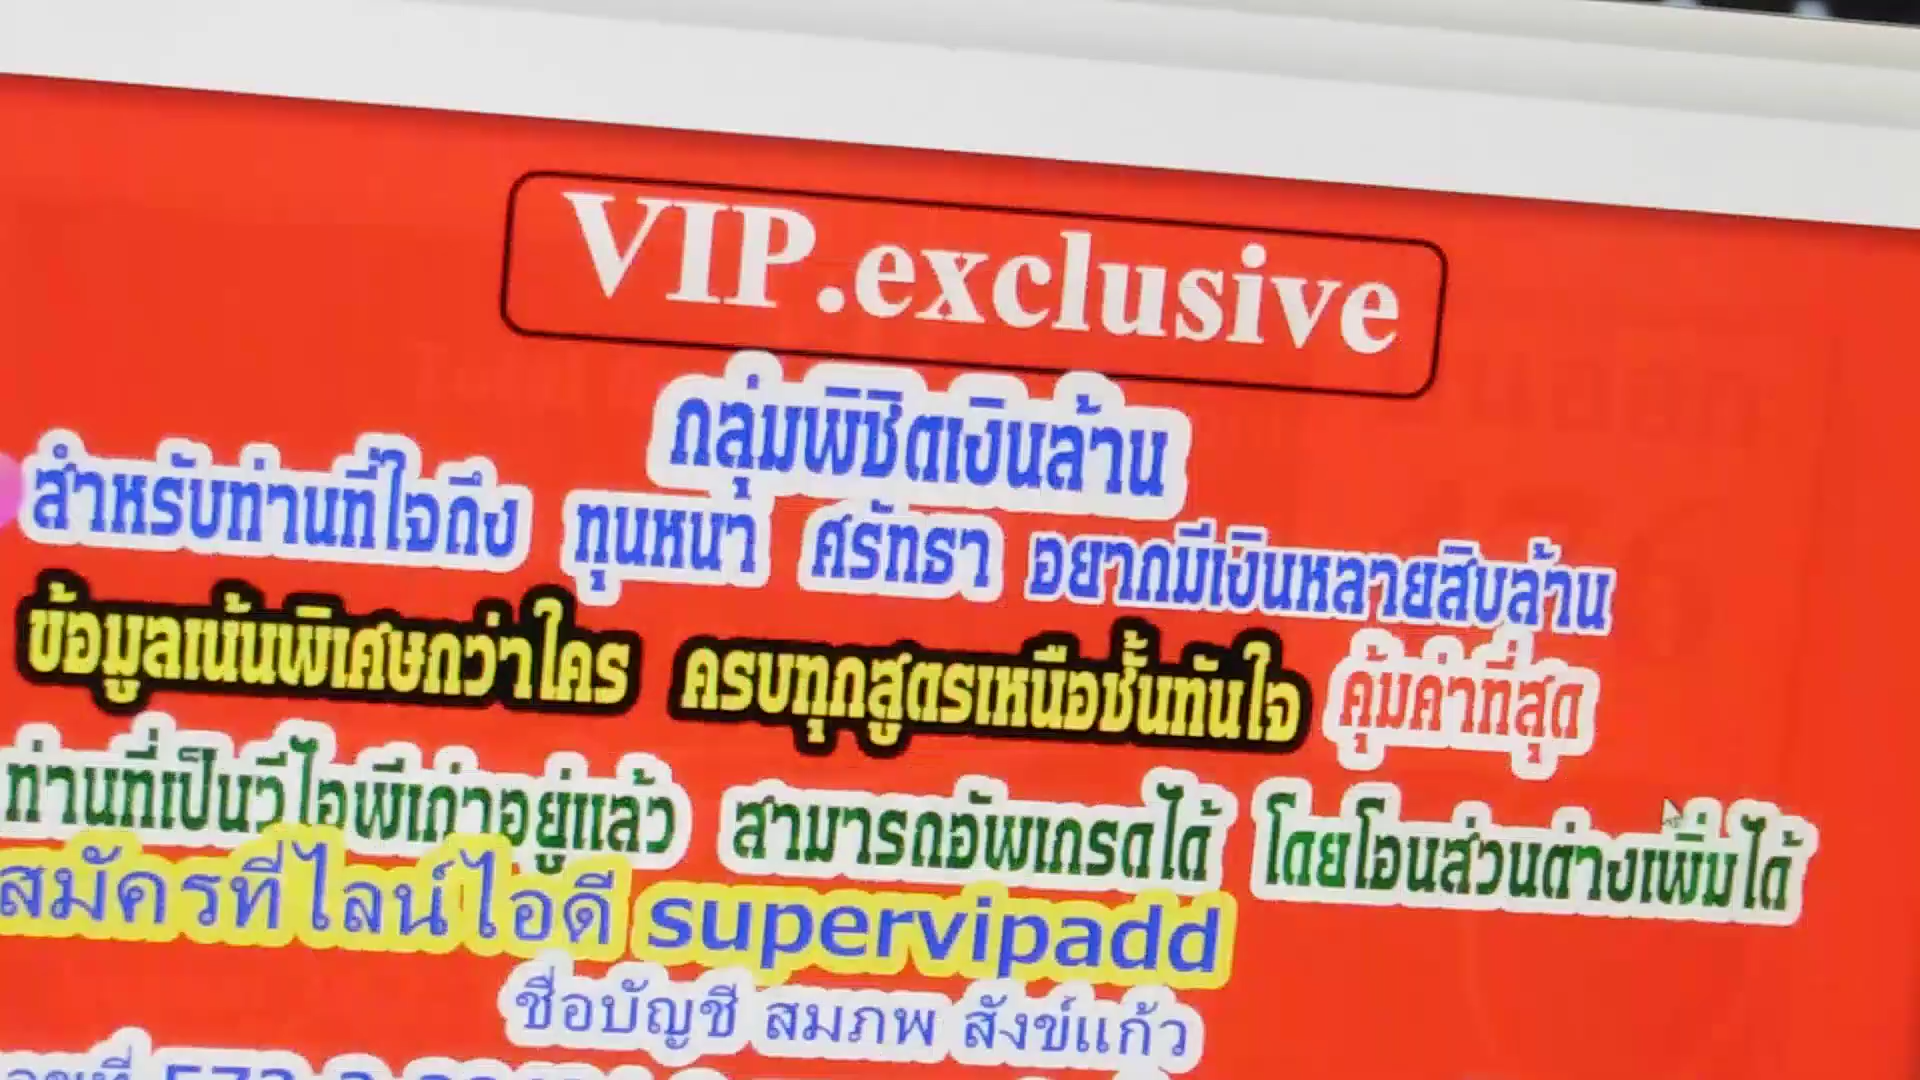 VIP.exclusive
กลุ่มพิชิตเงินล้าน
สำหรับท่านที่ใจถึง ทุนหนา ศรัทธา อยากมีเงินหลายสิบล้าน
ข้อมูลเน้นพิเศษกว่าใคร ครบทุกสูตรเหนือชั้นทันใจ คุ้มค่าที่สุด
ท่านที่เป็นวีไอพีเก่าอยู่แล้ว สามารถอัพเกรดได้ โดยโอนส่วนต่างเพิ่มได้
สมัครที่ไลน์ไอดี supervipadd
ชื่อบัญชี สมภพ สังข์แก้ว